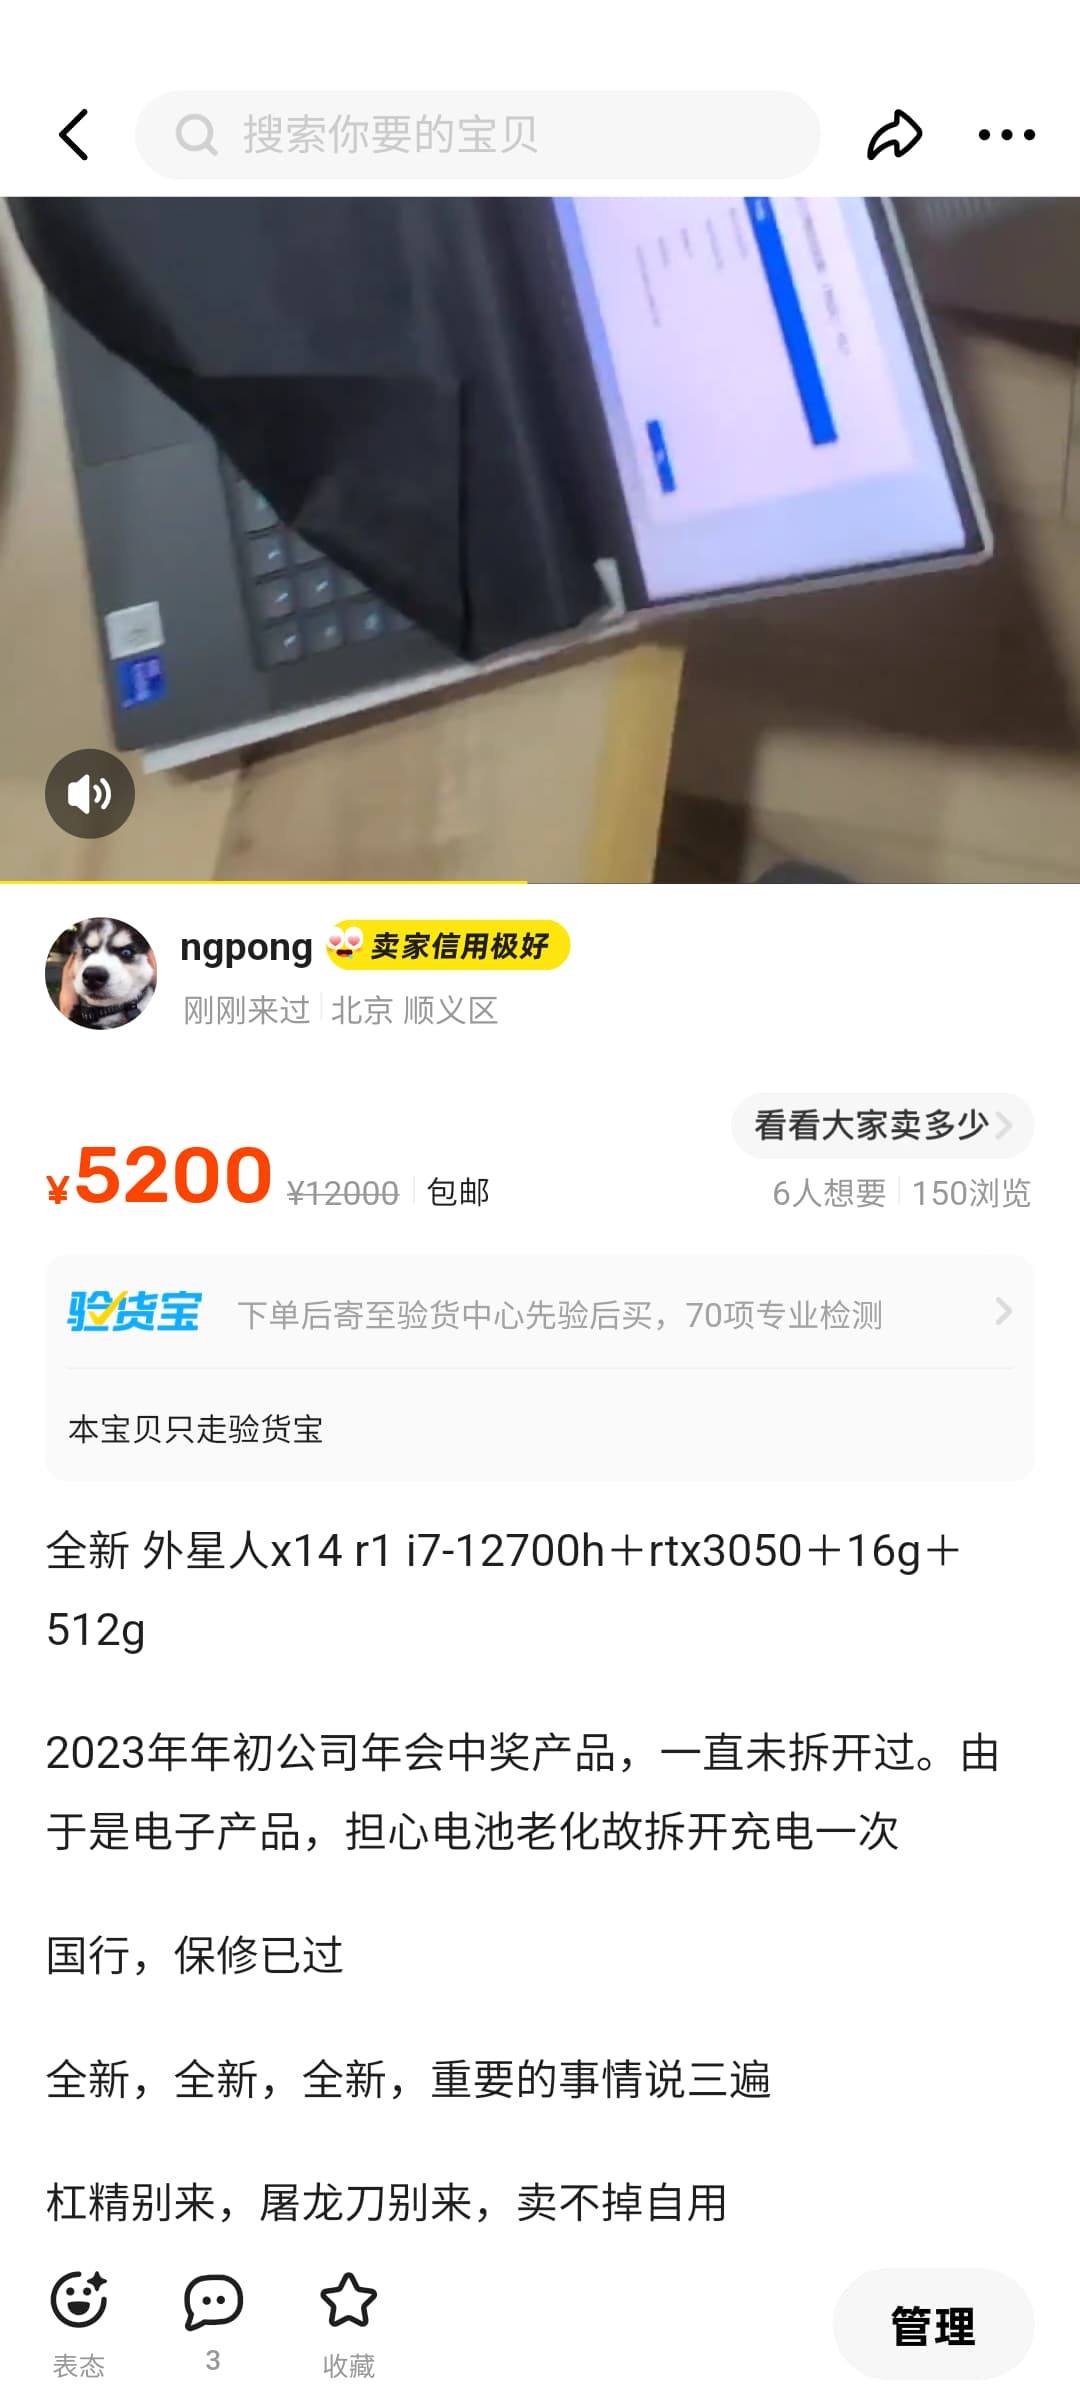 搜索你要的宝贝
ngpong 卖家信用极好
刚刚来过 北京 顺义区
看看大家卖多少
¥5200 ¥12000 包邮
6人想要 150浏览
验货宝 下单后寄至验货中心先验后买，70项专业检测
本宝贝只走验货宝
全新 外星人x14 r1 i7-12700h＋rtx3050＋16g＋
512g
2023年年初公司年会中奖产品，一直未拆开过。由
于是电子产品，担心电池老化故拆开充电一次
国行，保修已过
全新，全新，全新，重要的事情说三遍
杠精别来，屠龙刀别来，卖不掉自用
表态
3
收藏
管理